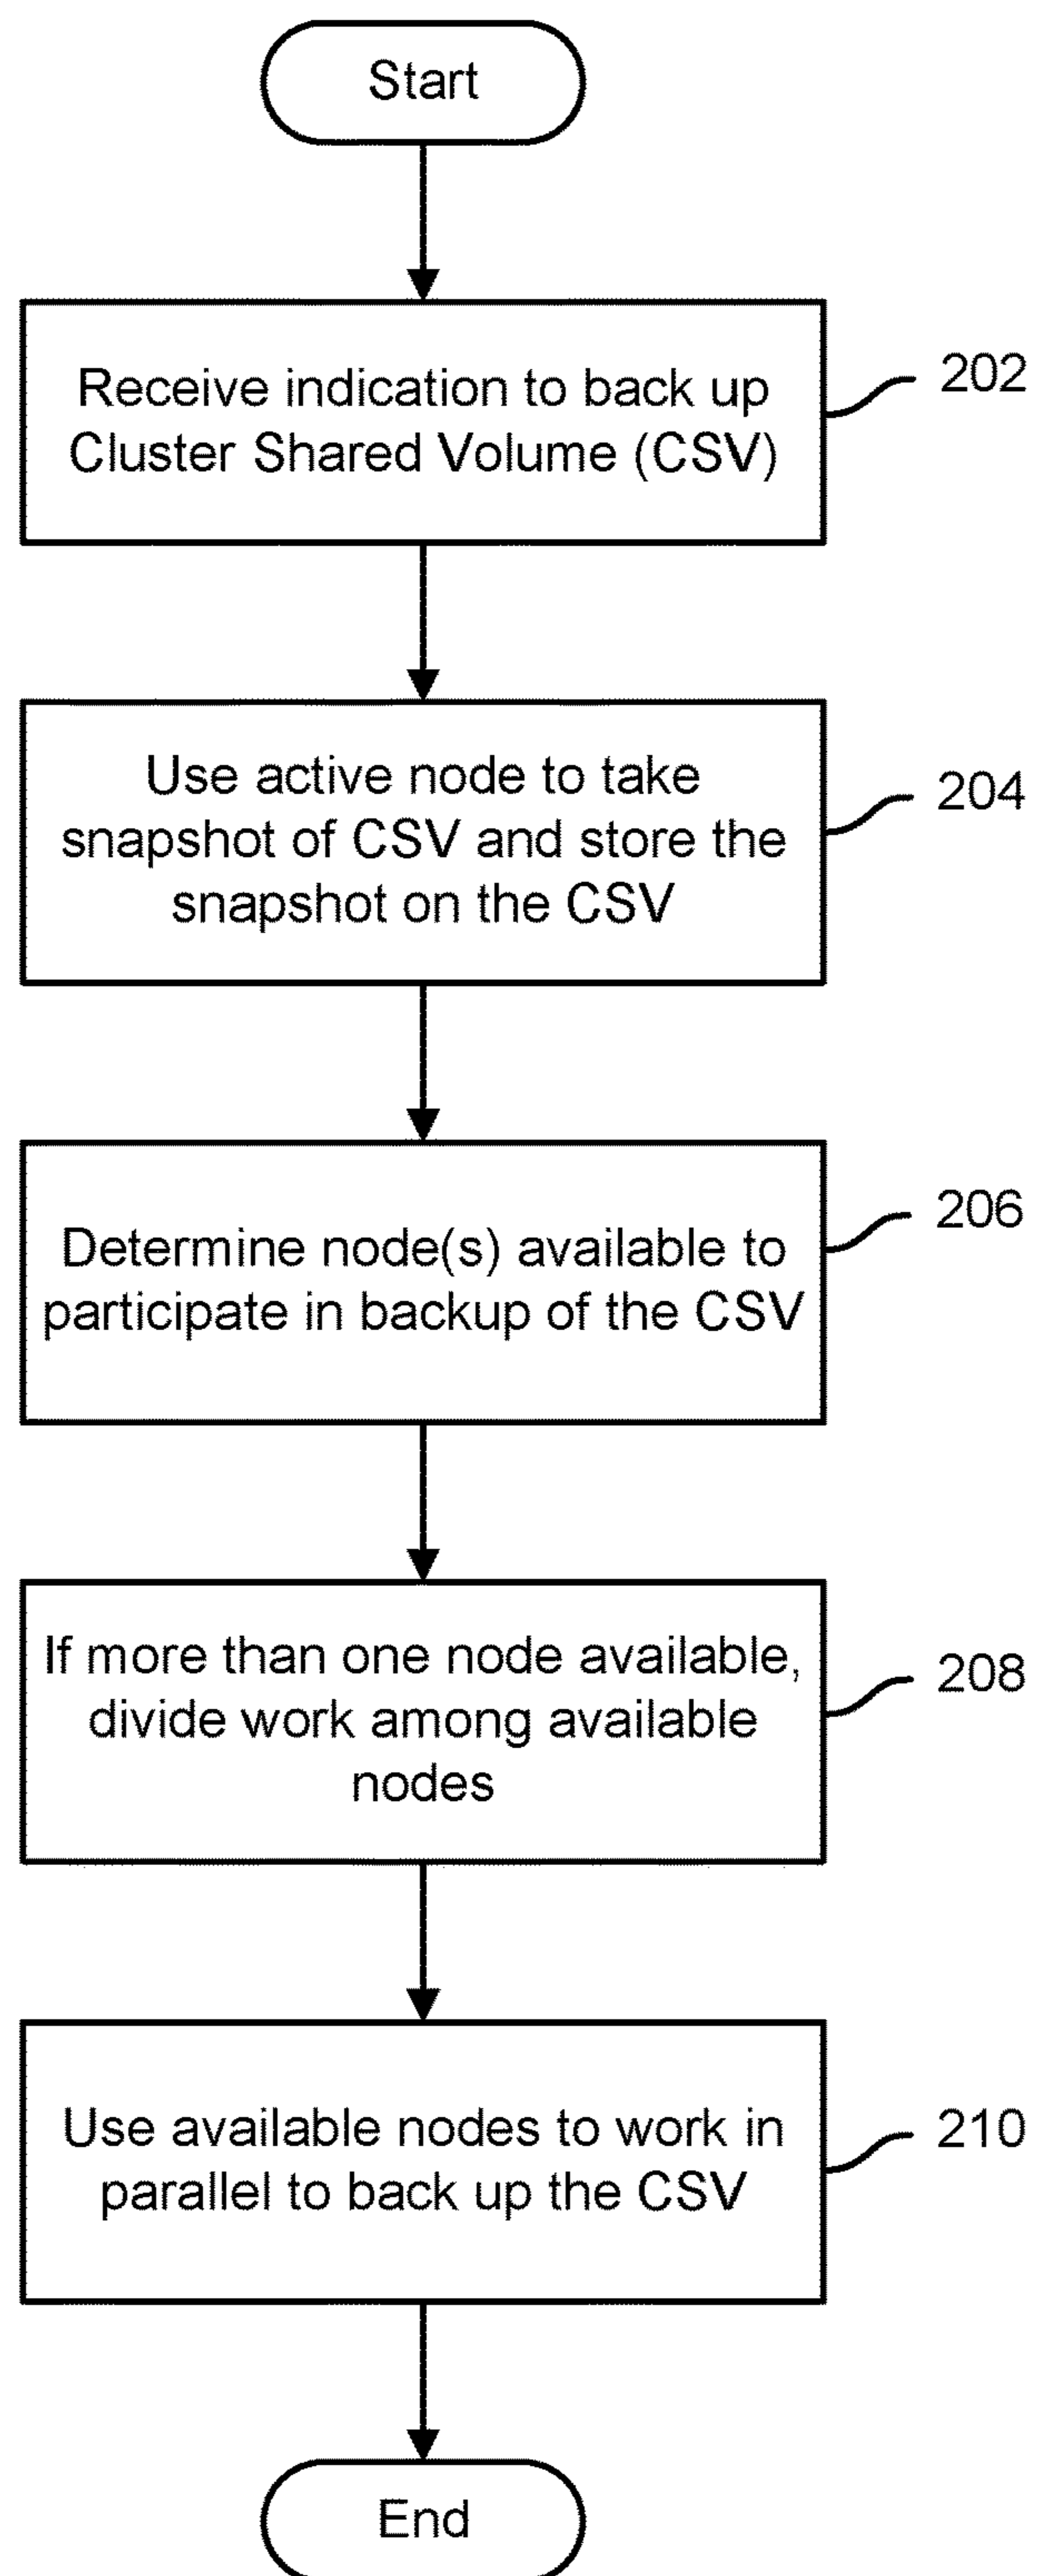 Start
Receive indication to back up
Cluster Shared Volume (CSV)
202
Use active node to take
snapshot of CSV and store the
snapshot on the CSV
204
Determine node(s) available to
participate in backup of the CSV
206
If more than one node available,
divide work among available
nodes
208
Use available nodes to work in
parallel to back up the CSV
210
End